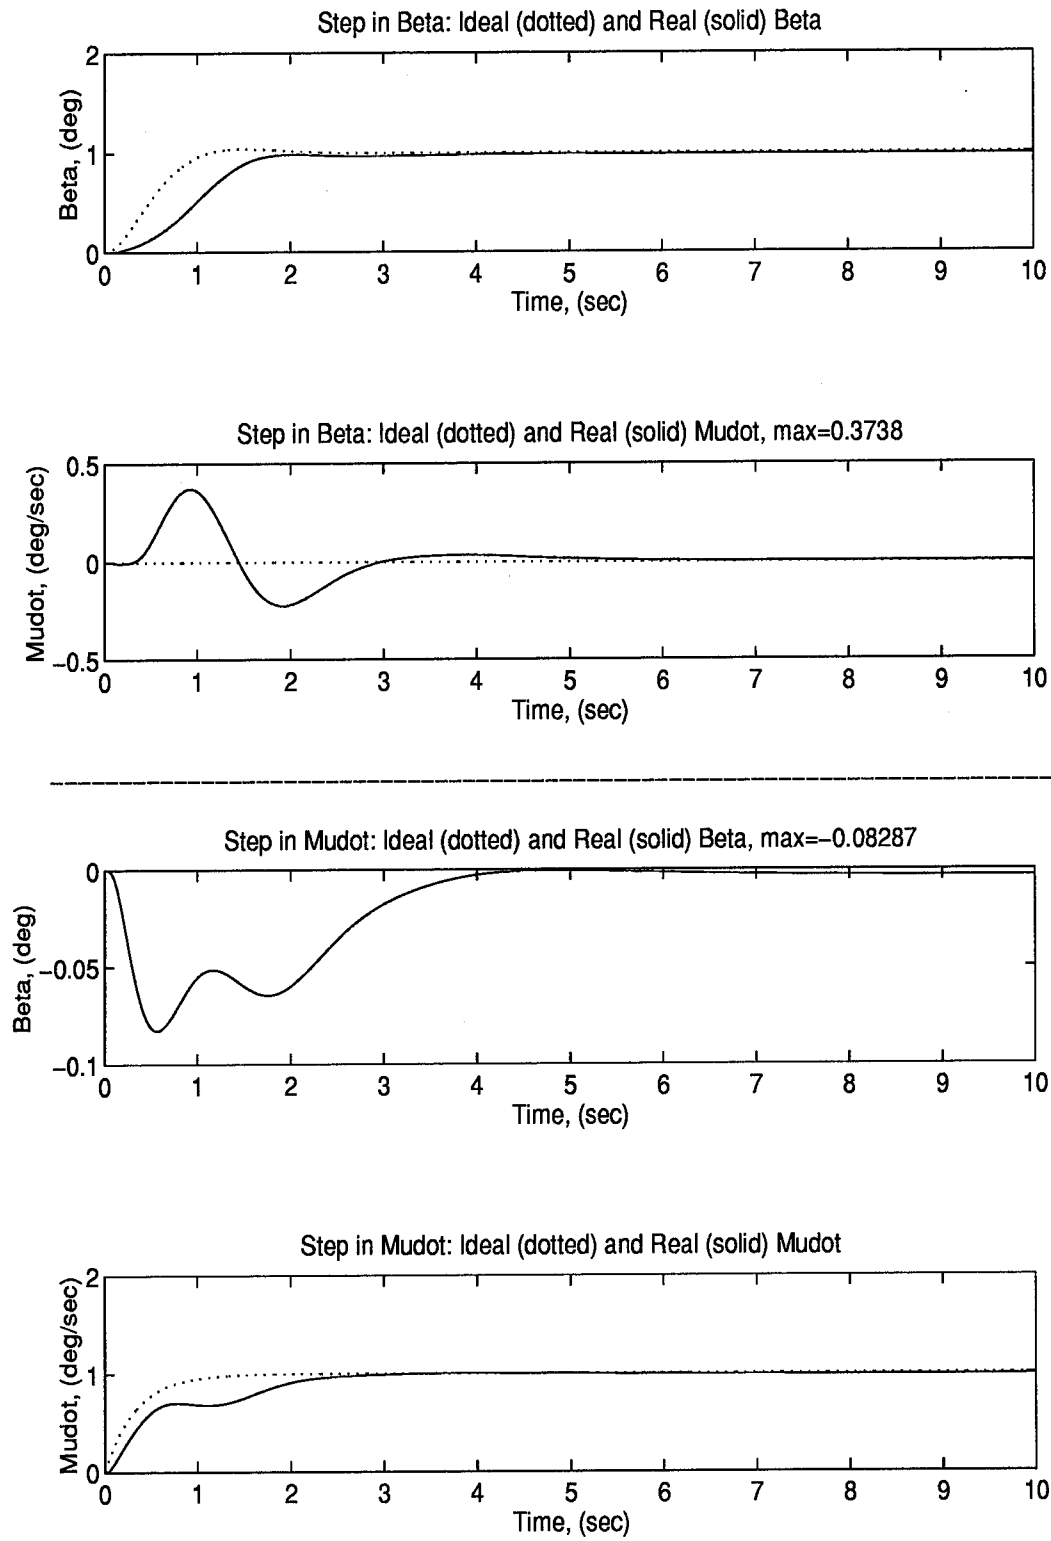 Step in Beta: Ideal (dotted) and Real (solid) Beta
2
1
0
Beta, (deg)
0 1 2 3 4 5 6 7 8 9 10
Time, (sec)
Step in Beta: Ideal (dotted) and Real (solid) Mudot, max=0.3738
0.5
0
−0.5
Mudot, (deg/sec)
0 1 2 3 4 5 6 7 8 9 10
Time, (sec)
Step in Mudot: Ideal (dotted) and Real (solid) Beta, max=−0.08287
0
−0.05
−0.1
Beta, (deg)
0 1 2 3 4 5 6 7 8 9 10
Time, (sec)
Step in Mudot: Ideal (dotted) and Real (solid) Mudot
2
1
0
Mudot, (deg/sec)
0 1 2 3 4 5 6 7 8 9 10
Time, (sec)